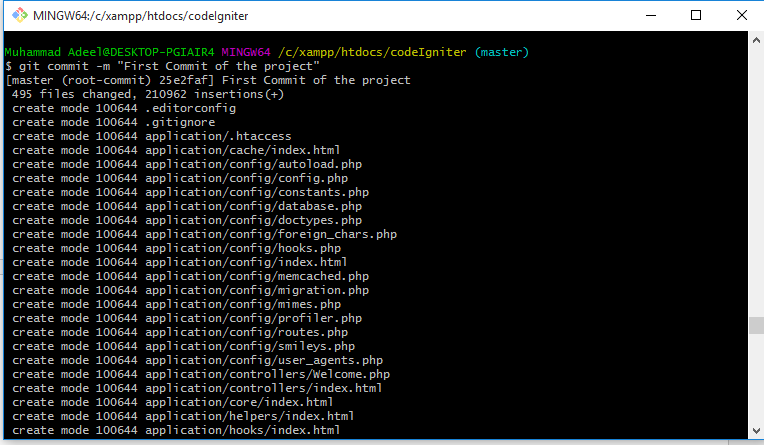 MINGW64:/c/xampp/htdocs/codeIgniter
Muhammad Adeel@DESKTOP-PGIAIR4 MINGW64 /c/xampp/htdocs/codeIgniter (master)
$ git commit -m "First Commit of the project"
[master (root-commit) 25e2faf] First Commit of the project
 495 files changed, 210962 insertions(+)
 create mode 100644 .editorconfig
 create mode 100644 .gitignore
 create mode 100644 application/.htaccess
 create mode 100644 application/cache/index.html
 create mode 100644 application/config/autoload.php
 create mode 100644 application/config/config.php
 create mode 100644 application/config/constants.php
 create mode 100644 application/config/database.php
 create mode 100644 application/config/doctypes.php
 create mode 100644 application/config/foreign_chars.php
 create mode 100644 application/config/hooks.php
 create mode 100644 application/config/index.html
 create mode 100644 application/config/memcached.php
 create mode 100644 application/config/migration.php
 create mode 100644 application/config/mimes.php
 create mode 100644 application/config/profiler.php
 create mode 100644 application/config/routes.php
 create mode 100644 application/config/smileys.php
 create mode 100644 application/config/user_agents.php
 create mode 100644 application/controllers/Welcome.php
 create mode 100644 application/controllers/index.html
 create mode 100644 application/core/index.html
 create mode 100644 application/helpers/index.html
 create mode 100644 application/hooks/index.html